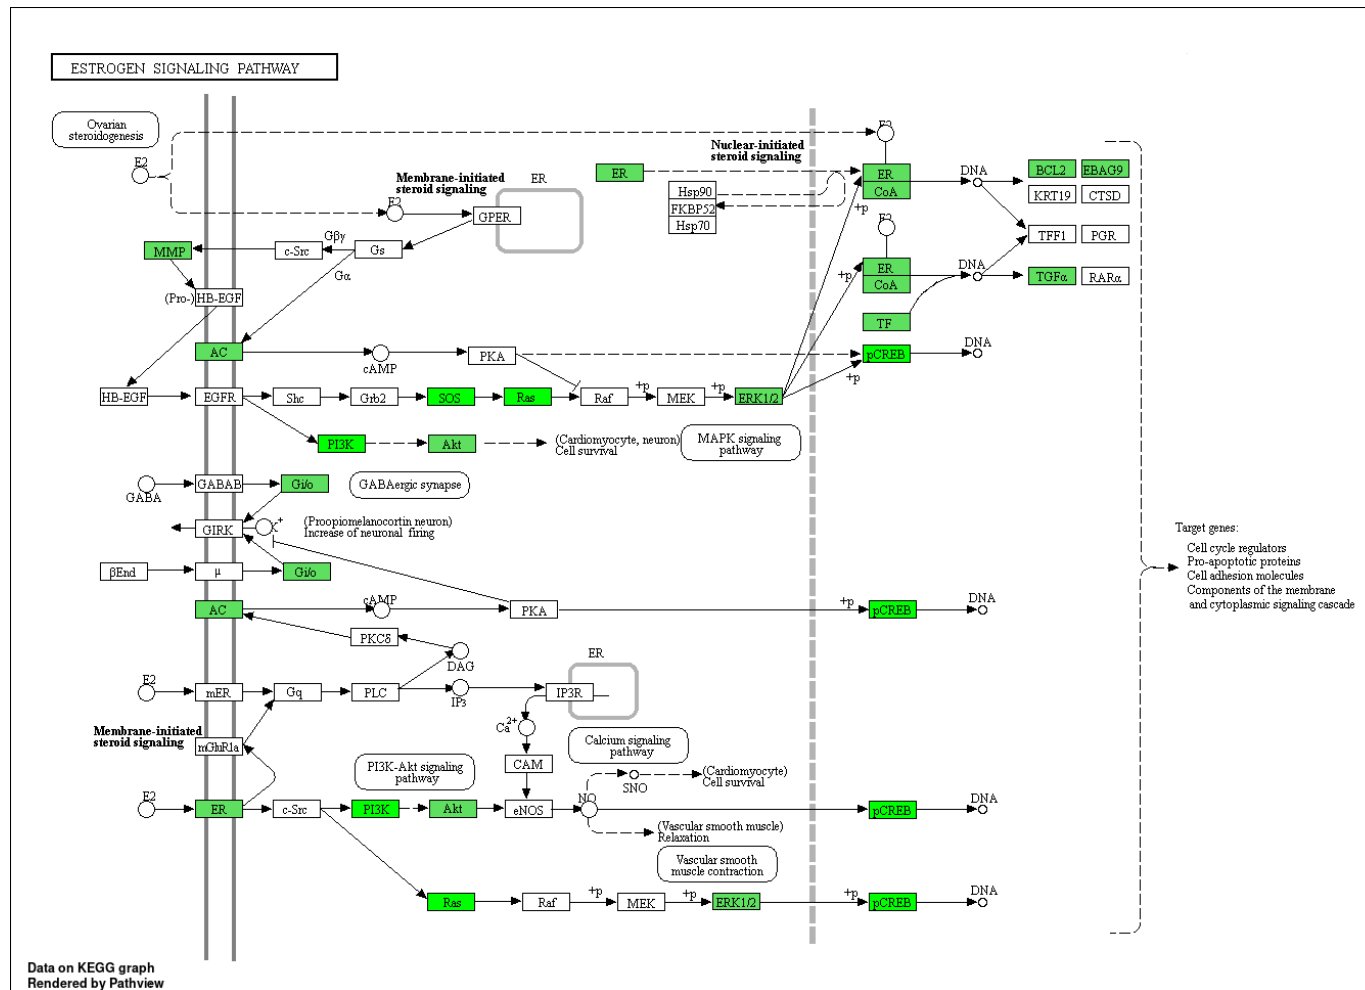 ESTROGEN SIGNALING PATHWAY
Ovarian
steroidogenesis
E2
E2
Nuclear-initiated
steroid signaling
Membrane-initiated
steroid signaling
ER
ER
Hsp90
FKBP52
Hsp70
ER
CoA
DNA
BCL2
EBAG9
KRT19
CTSD
E2
GPER
+p
E2
TFF1
PGR
MMP
c-Src
Gβγ
Gs
Gα
ER
CoA
+p
DNA
TGFα
RARα
(Pro-)
HB-EGF
TF
AC
cAMP
PKA
pCREB
DNA
+p
HB-EGF
EGFR
Shc
Grb2
SOS
Ras
Raf
+p
MEK
+p
ERK1/2
PI3K
Akt
(Cardiomyocyte, neuron)
Cell survival
MAPK signaling
pathway
GABA
GABAB
Gi/o
GABAergic synapse
GIRK
K+
(Proopiomelanocortin neuron)
Increase of neuronal firing
βEnd
μ
Gi/o
Target genes:
Cell cycle regulators
Pro-apoptotic proteins
Cell adhesion molecules
Components of the membrane
and cytoplasmic signaling cascade
AC
cAMP
PKA
+p
pCREB
DNA
PKCδ
DAG
ER
E2
mER
Gq
PLC
IP3
IP3R
Ca2+
Membrane-initiated
steroid signaling
mGluR1a
CAM
Calcium signaling
pathway
PI3K-Akt signaling
pathway
SNO
(Cardiomyocyte)
Cell survival
E2
ER
c-Src
PI3K
Akt
eNOS
NO
pCREB
DNA
(Vascular smooth muscle)
Relaxation
Vascular smooth
muscle contraction
Ras
Raf
+p
MEK
+p
ERK1/2
+p
pCREB
DNA
Data on KEGG graph
Rendered by Pathview